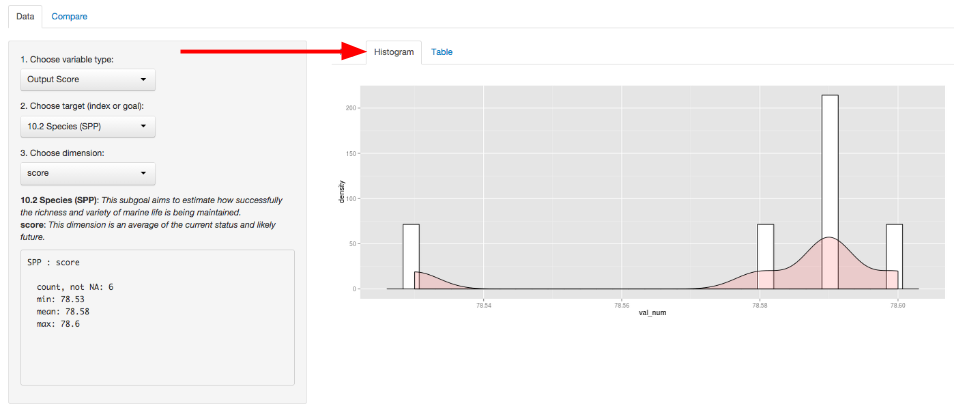 Data Compare
1. Choose variable type:
Output Score
2. Choose target (index or goal):
10.2 Species (SPP)
3. Choose dimension:
score
10.2 Species (SPP): This subgoal aims to estimate how successfully
the richness and variety of marine life is being maintained.
score: This dimension is an average of the current status and likely
future.
SPP : score
count, not NA: 6
min: 78.53
mean: 78.58
max: 78.6
Histogram Table
density
200
150
100
50
0
78.54 78.56 78.58 78.60
val_num